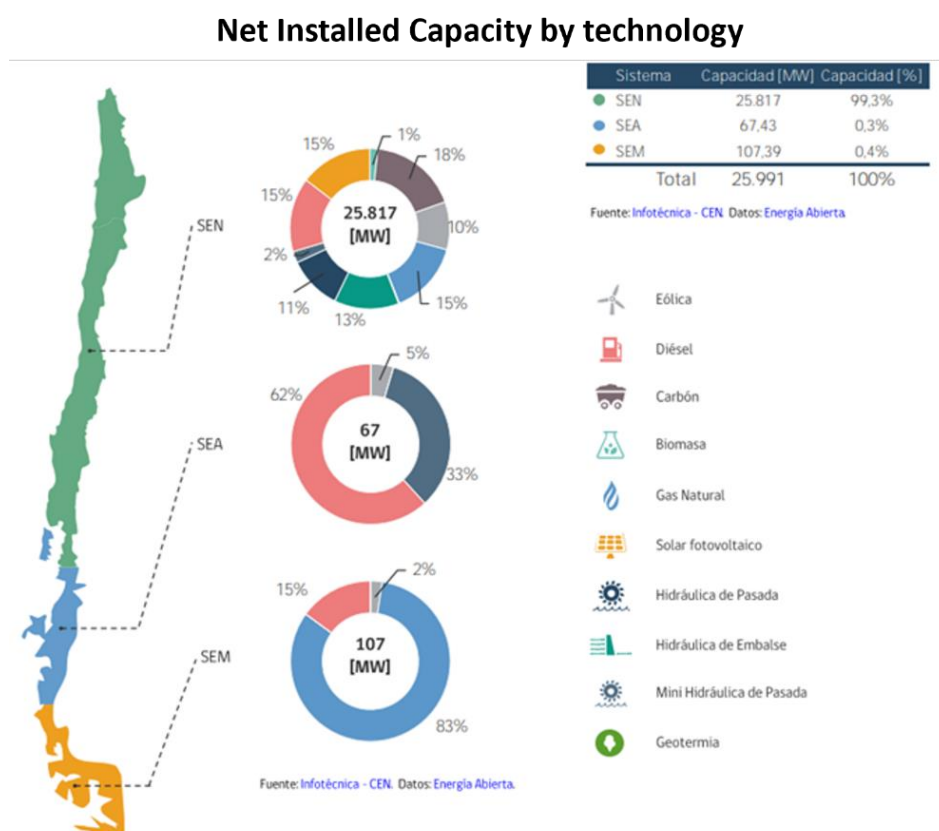 Net Installed Capacity by technology
Sistema Capacidad [MW] Capacidad [%]
SEN 25.817 99,3%
SEA 67,43 0,3%
SEM 107,39 0,4%
Total 25.991 100%
Fuente: Infotécnica - CEN. Datos: Energía Abierta.
SEN
15%
1%
18%
15%
25.817
[MW]
10%
2%
11%
13%
15%
SEA
5%
62%
67
[MW]
33%
SEM
2%
15%
107
[MW]
83%
Fuente: Infotécnica - CEN. Datos: Energía Abierta.
Eólica
Diésel
Carbón
Biomasa
Gas Natural
Solar fotovoltaico
Hidráulica de Pasada
Hidráulica de Embalse
Mini Hidráulica de Pasada
Geotermia